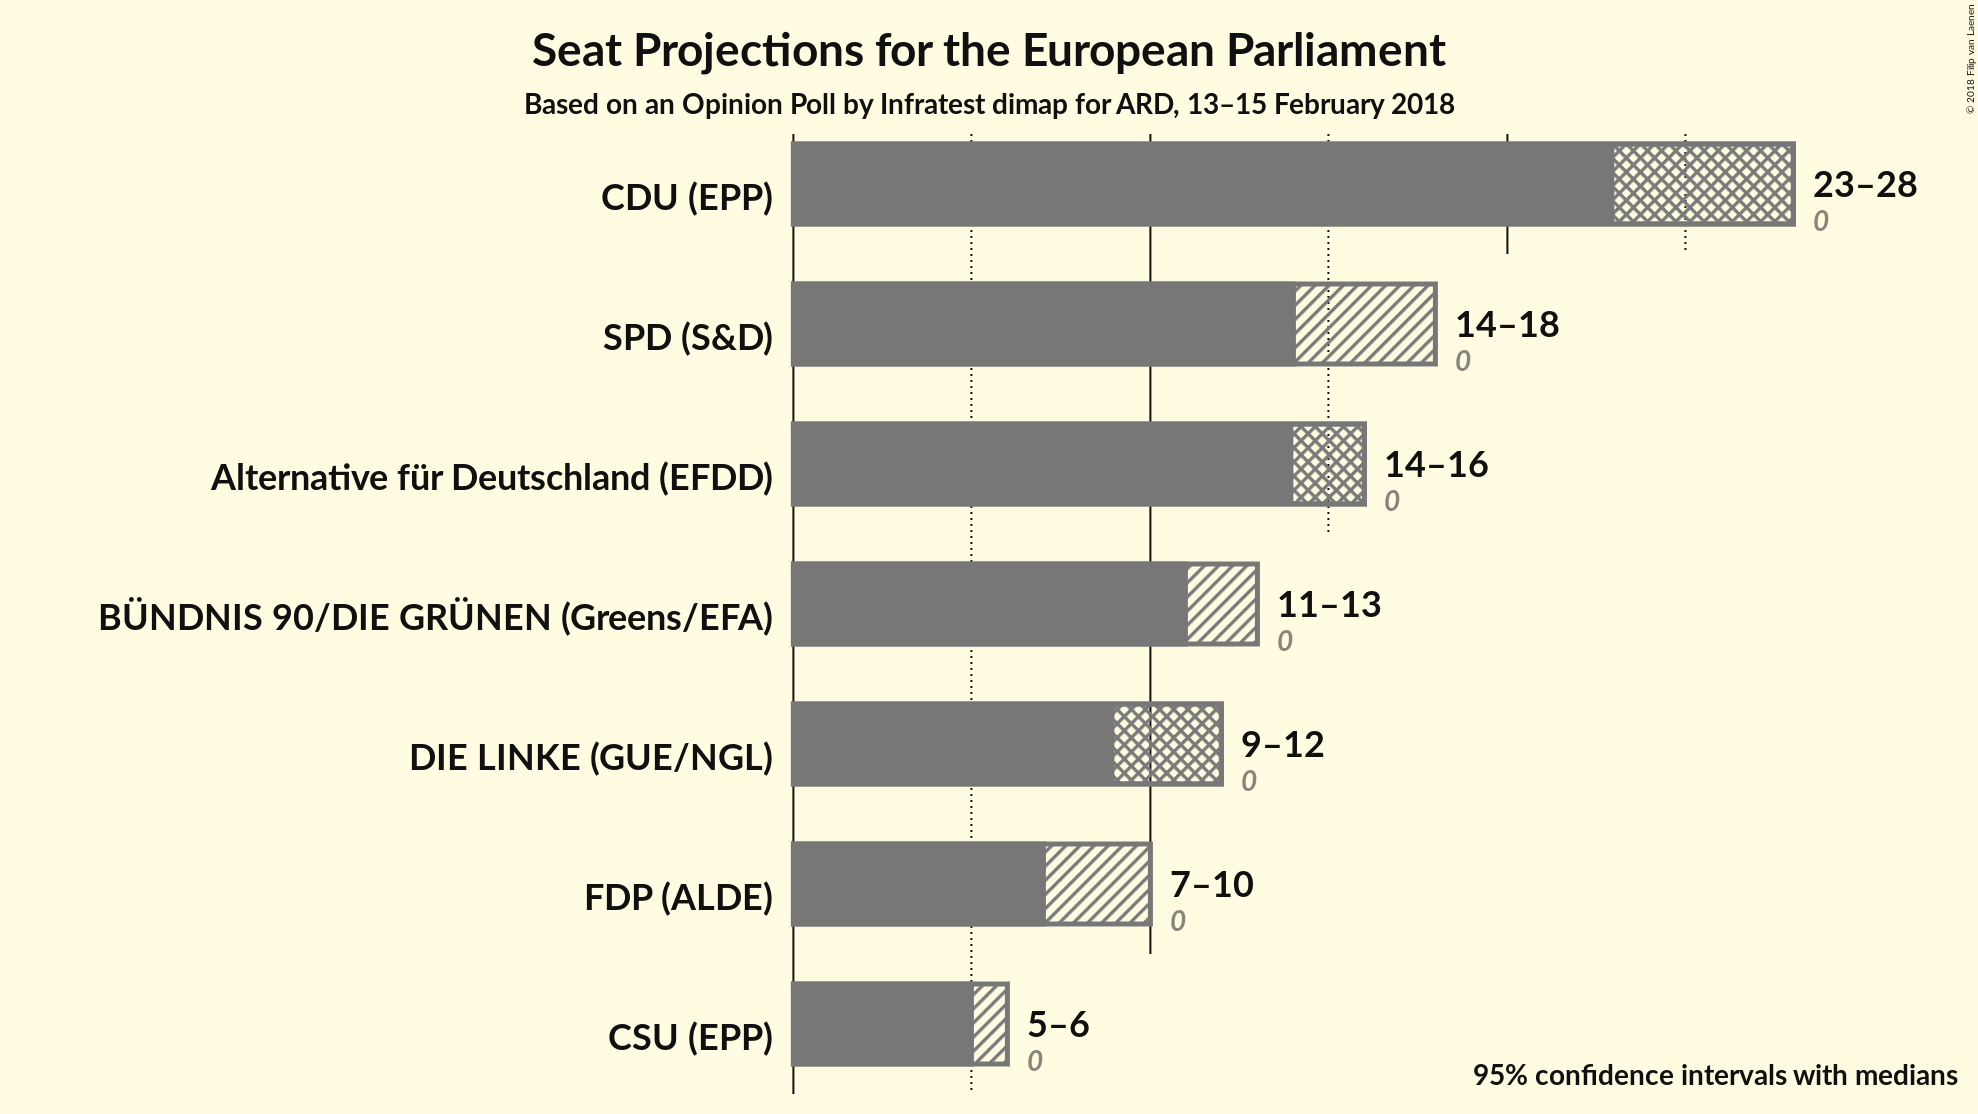 Seat Projections for the European Parliament
Based on an Opinion Poll by Infratest dimap for ARD, 13–15 February 2018
© 2018 Filip van Laenen
CDU (EPP)
23–28
0
SPD (S&D)
14–18
0
Alternative für Deutschland (EFDD)
14–16
0
BÜNDNIS 90/DIE GRÜNEN (Greens/EFA)
11–13
0
DIE LINKE (GUE/NGL)
9–12
0
FDP (ALDE)
7–10
0
CSU (EPP)
5–6
0
95% confidence intervals with medians